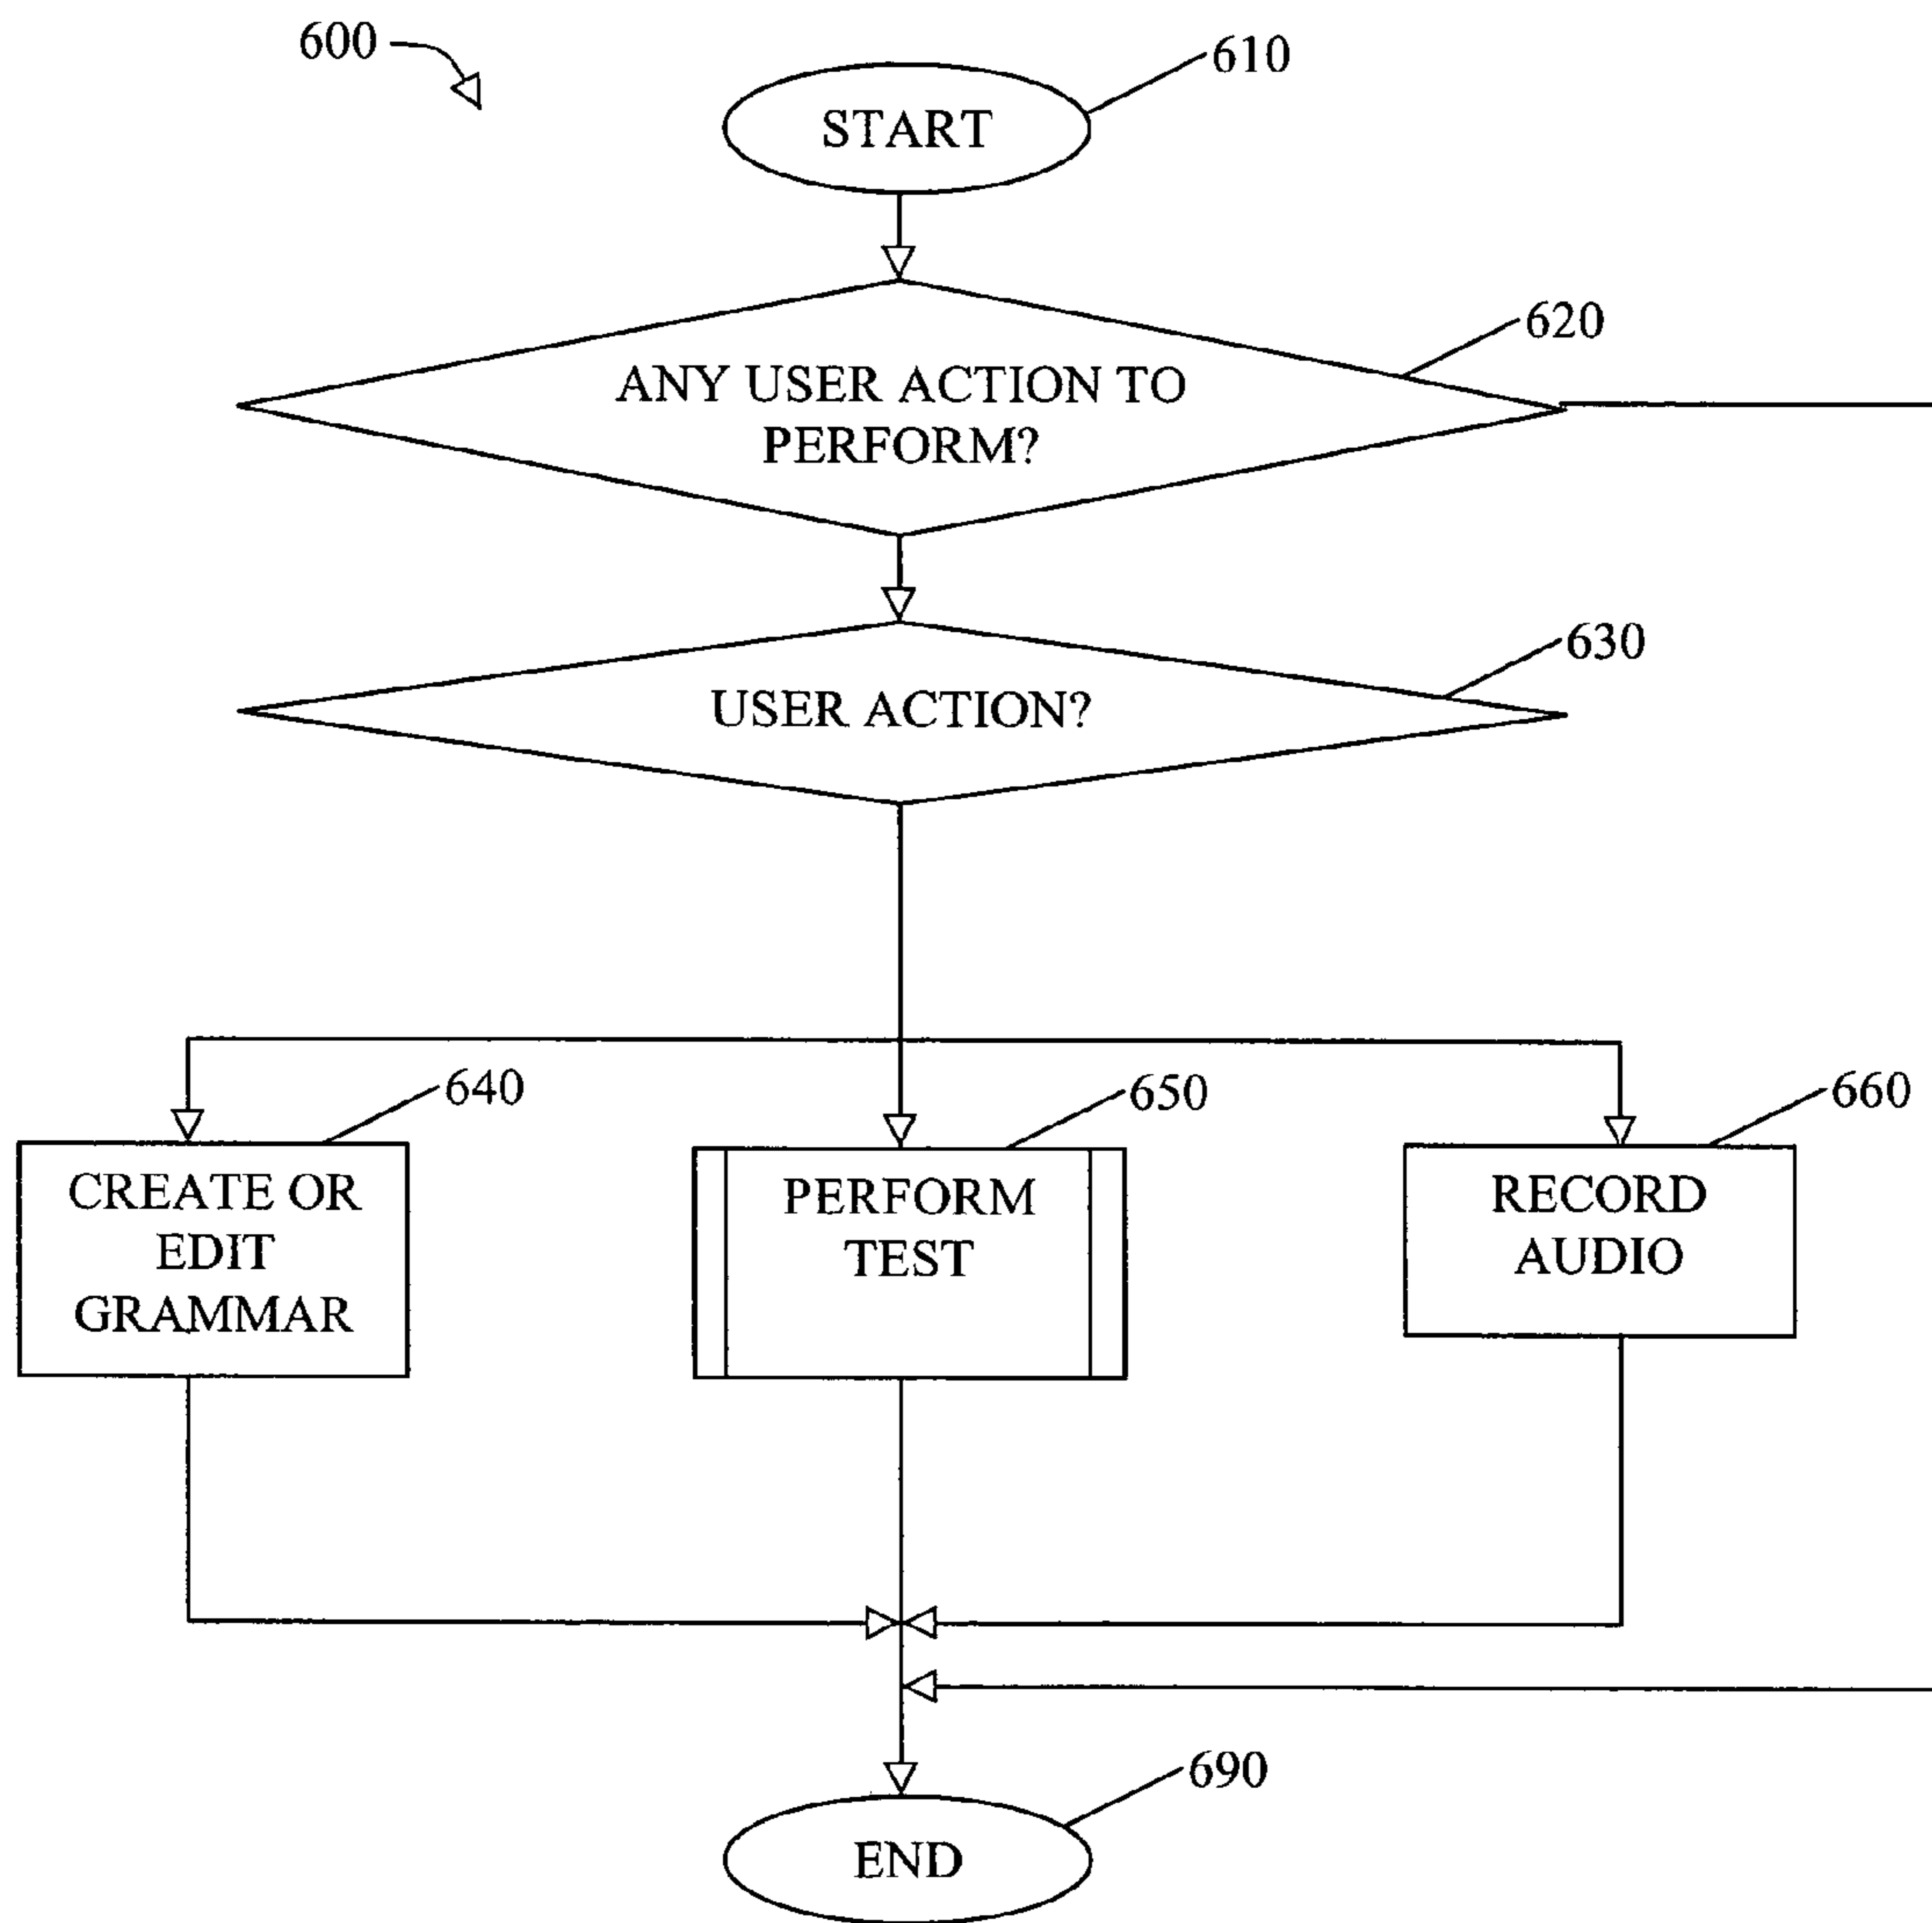 600
610
START
620
ANY USER ACTION TO
PERFORM?
630
USER ACTION?
640
650
660
CREATE OR
EDIT
GRAMMAR
PERFORM
TEST
RECORD
AUDIO
690
END